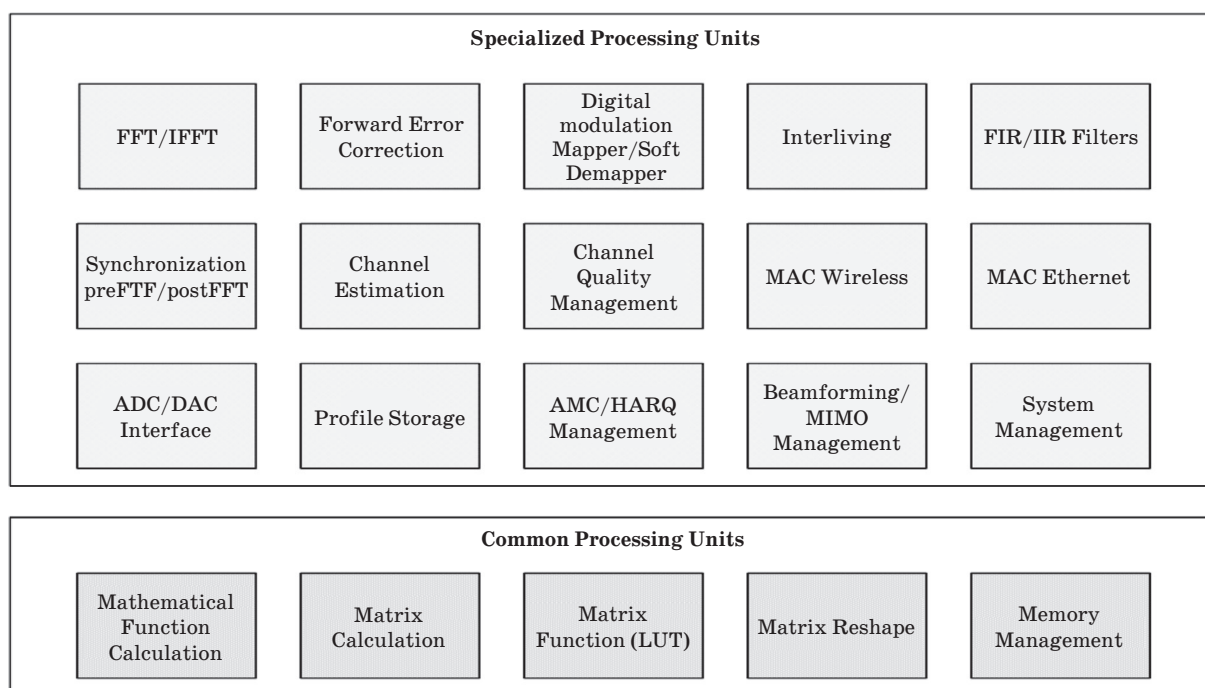 Specialized Processing Units
FFT/IFFT
Forward Error
Correction
Digital
modulation
Mapper/Soft
Demapper
Interliving
FIR/IIR Filters
Synchronization
preFTF/postFFT
Channel
Estimation
Channel
Quality
Management
MAC Wireless
MAC Ethernet
ADC/DAC
Interface
Profile Storage
AMC/HARQ
Management
Beamforming/
MIMO
Management
System
Management
Common Processing Units
Mathematical
Function
Calculation
Matrix
Calculation
Matrix
Function (LUT)
Matrix Reshape
Memory
Management